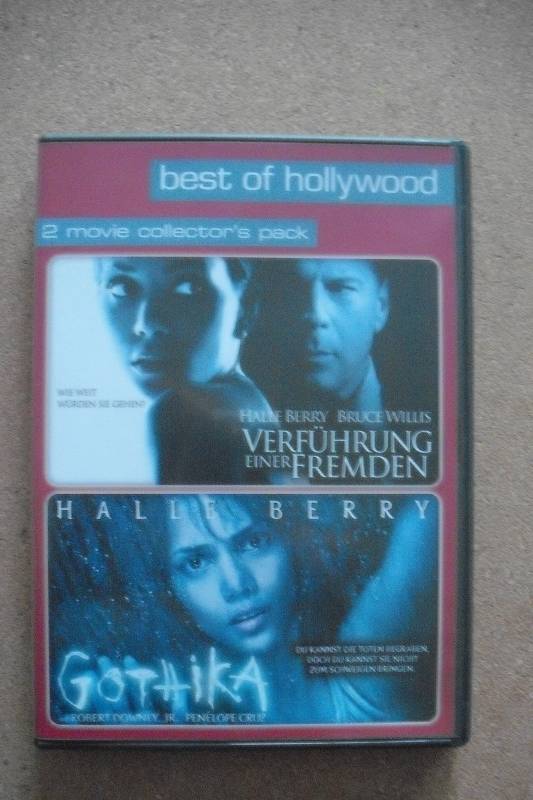 best of hollywood
2 movie collector's pack
WIE WEIT
WÜRDEN SIE GEHEN?
HALLE BERRY BRUCE WILLIS
VERFÜHRUNG
EINER FREMDEN
HALLE BERRY
DU KANNST DIE TOTEN BEGRABEN,
DOCH DU KANNST SIE NICHT
ZUM SCHWEIGEN BRINGEN.
GOTHIKA
ROBERT DOWNEY, JR. PENÉLOPE CRUZ